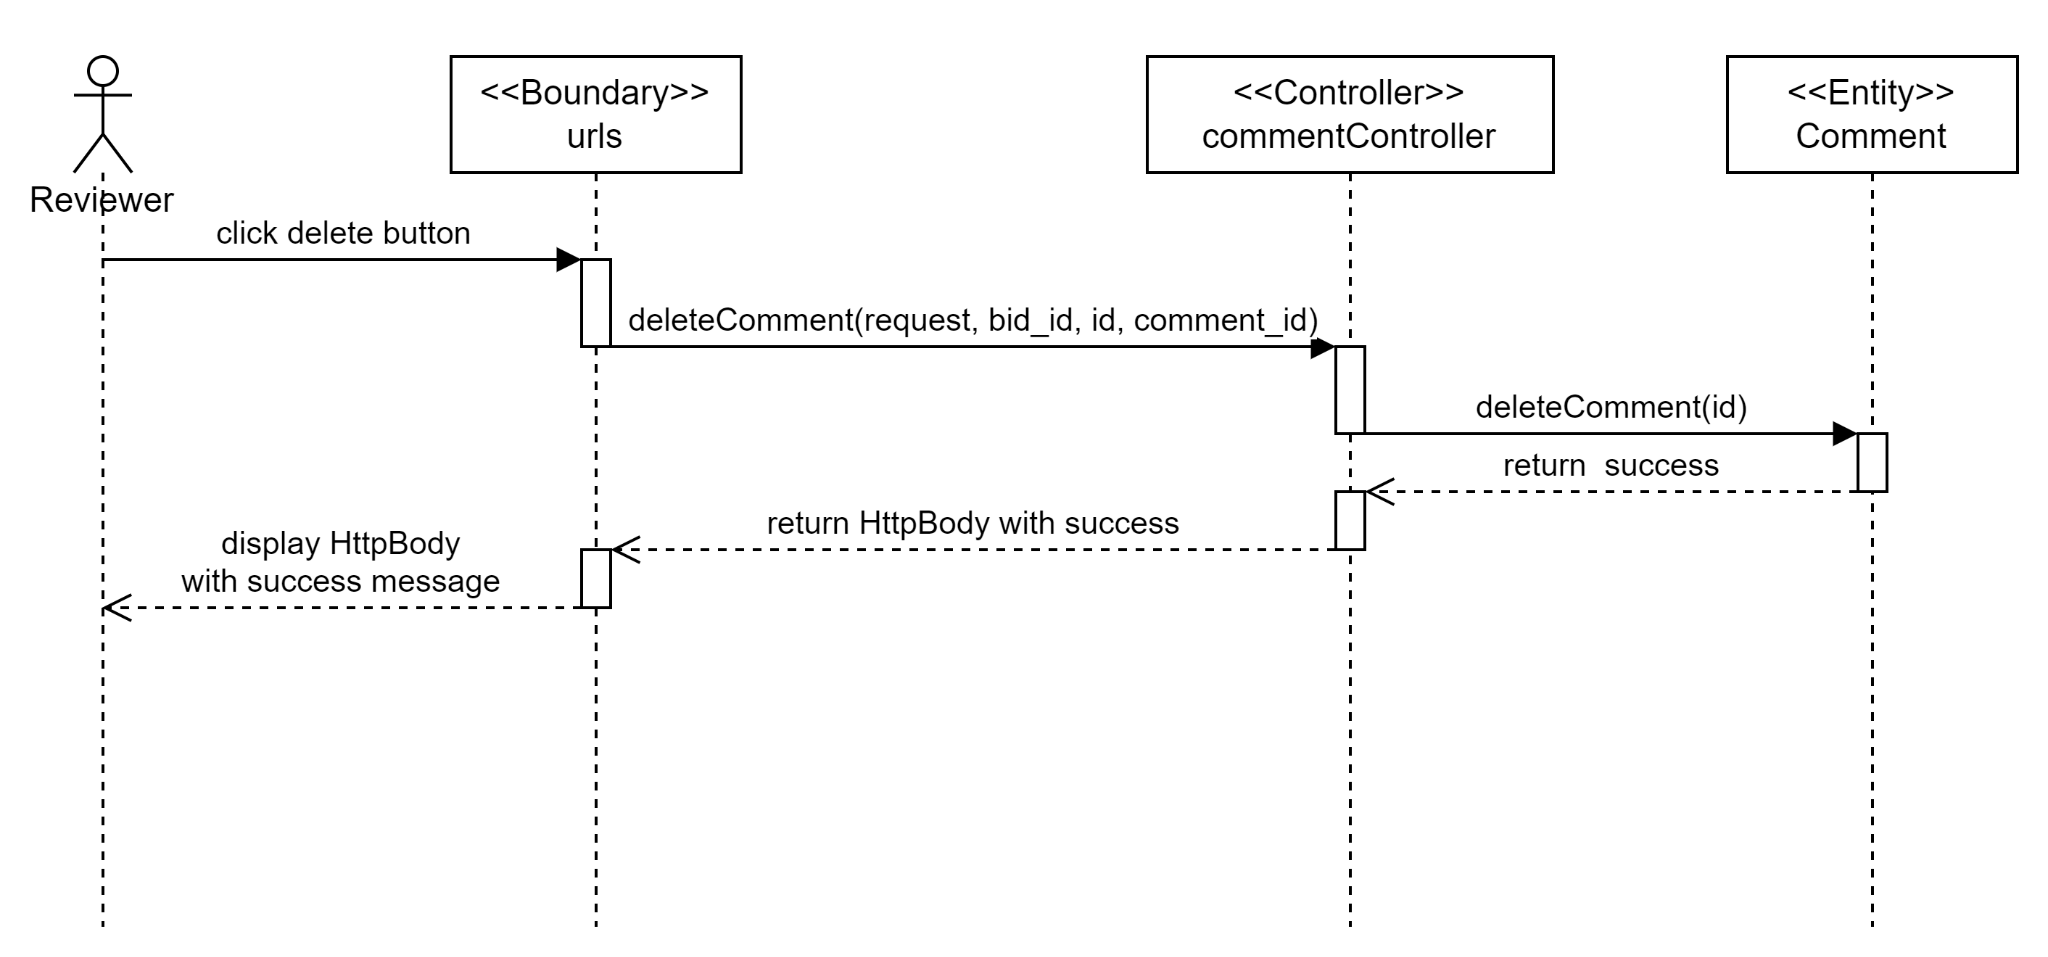 Reviewer
<<Boundary>>
urls
<<Controller>>
commentController
<<Entity>>
Comment
click delete button
deleteComment(request, bid_id, id, comment_id)
deleteComment(id)
return  success
return HttpBody with success
display HttpBody
with success message